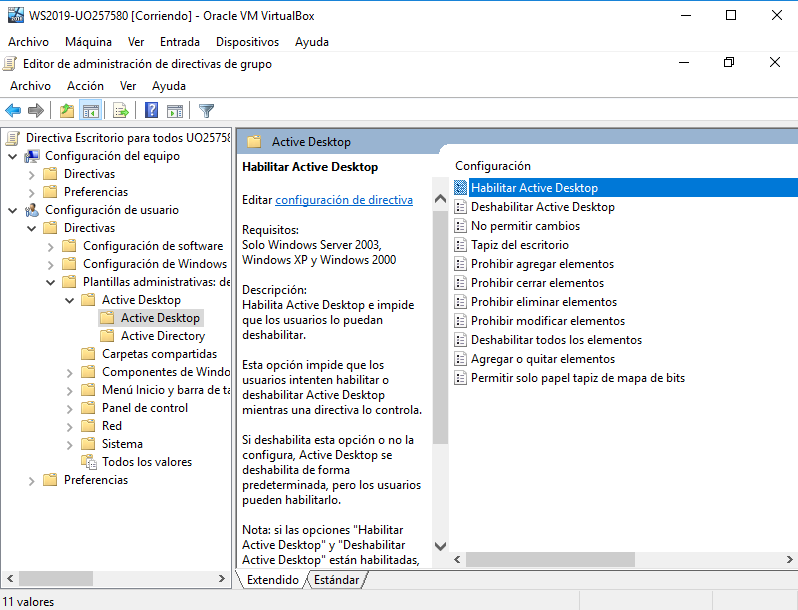 WS2019-UO257580 [Corriendo] - Oracle VM VirtualBox
Archivo Máquina Ver Entrada Dispositivos Ayuda
Editor de administración de directivas de grupo
Archivo Acción Ver Ayuda
Directiva Escritorio para todos UO25758
Configuración del equipo
Directivas
Preferencias
Configuración de usuario
Directivas
Configuración de software
Configuración de Windows
Plantillas administrativas: de
Active Desktop
Active Desktop
Active Directory
Carpetas compartidas
Componentes de Windo
Menú Inicio y barra de ta
Panel de control
Red
Sistema
Todos los valores
Preferencias
Active Desktop
Habilitar Active Desktop
Editar configuración de directiva
Requisitos:
Solo Windows Server 2003,
Windows XP y Windows 2000
Descripción:
Habilita Active Desktop e impide
que los usuarios lo puedan
deshabilitar.
Esta opción impide que los
usuarios intenten habilitar o
deshabilitar Active Desktop
mientras una directiva lo controla.
Si deshabilita esta opción o no la
configura, Active Desktop se
deshabilita de forma
predeterminada, pero los usuarios
pueden habilitarlo.
Nota: si las opciones "Habilitar
Active Desktop" y "Deshabilitar
Active Desktop" están habilitadas,
Configuración
Habilitar Active Desktop
Deshabilitar Active Desktop
No permitir cambios
Tapiz del escritorio
Prohibir agregar elementos
Prohibir cerrar elementos
Prohibir eliminar elementos
Prohibir modificar elementos
Deshabilitar todos los elementos
Agregar o quitar elementos
Permitir solo papel tapiz de mapa de bits
Extendido Estándar
11 valores